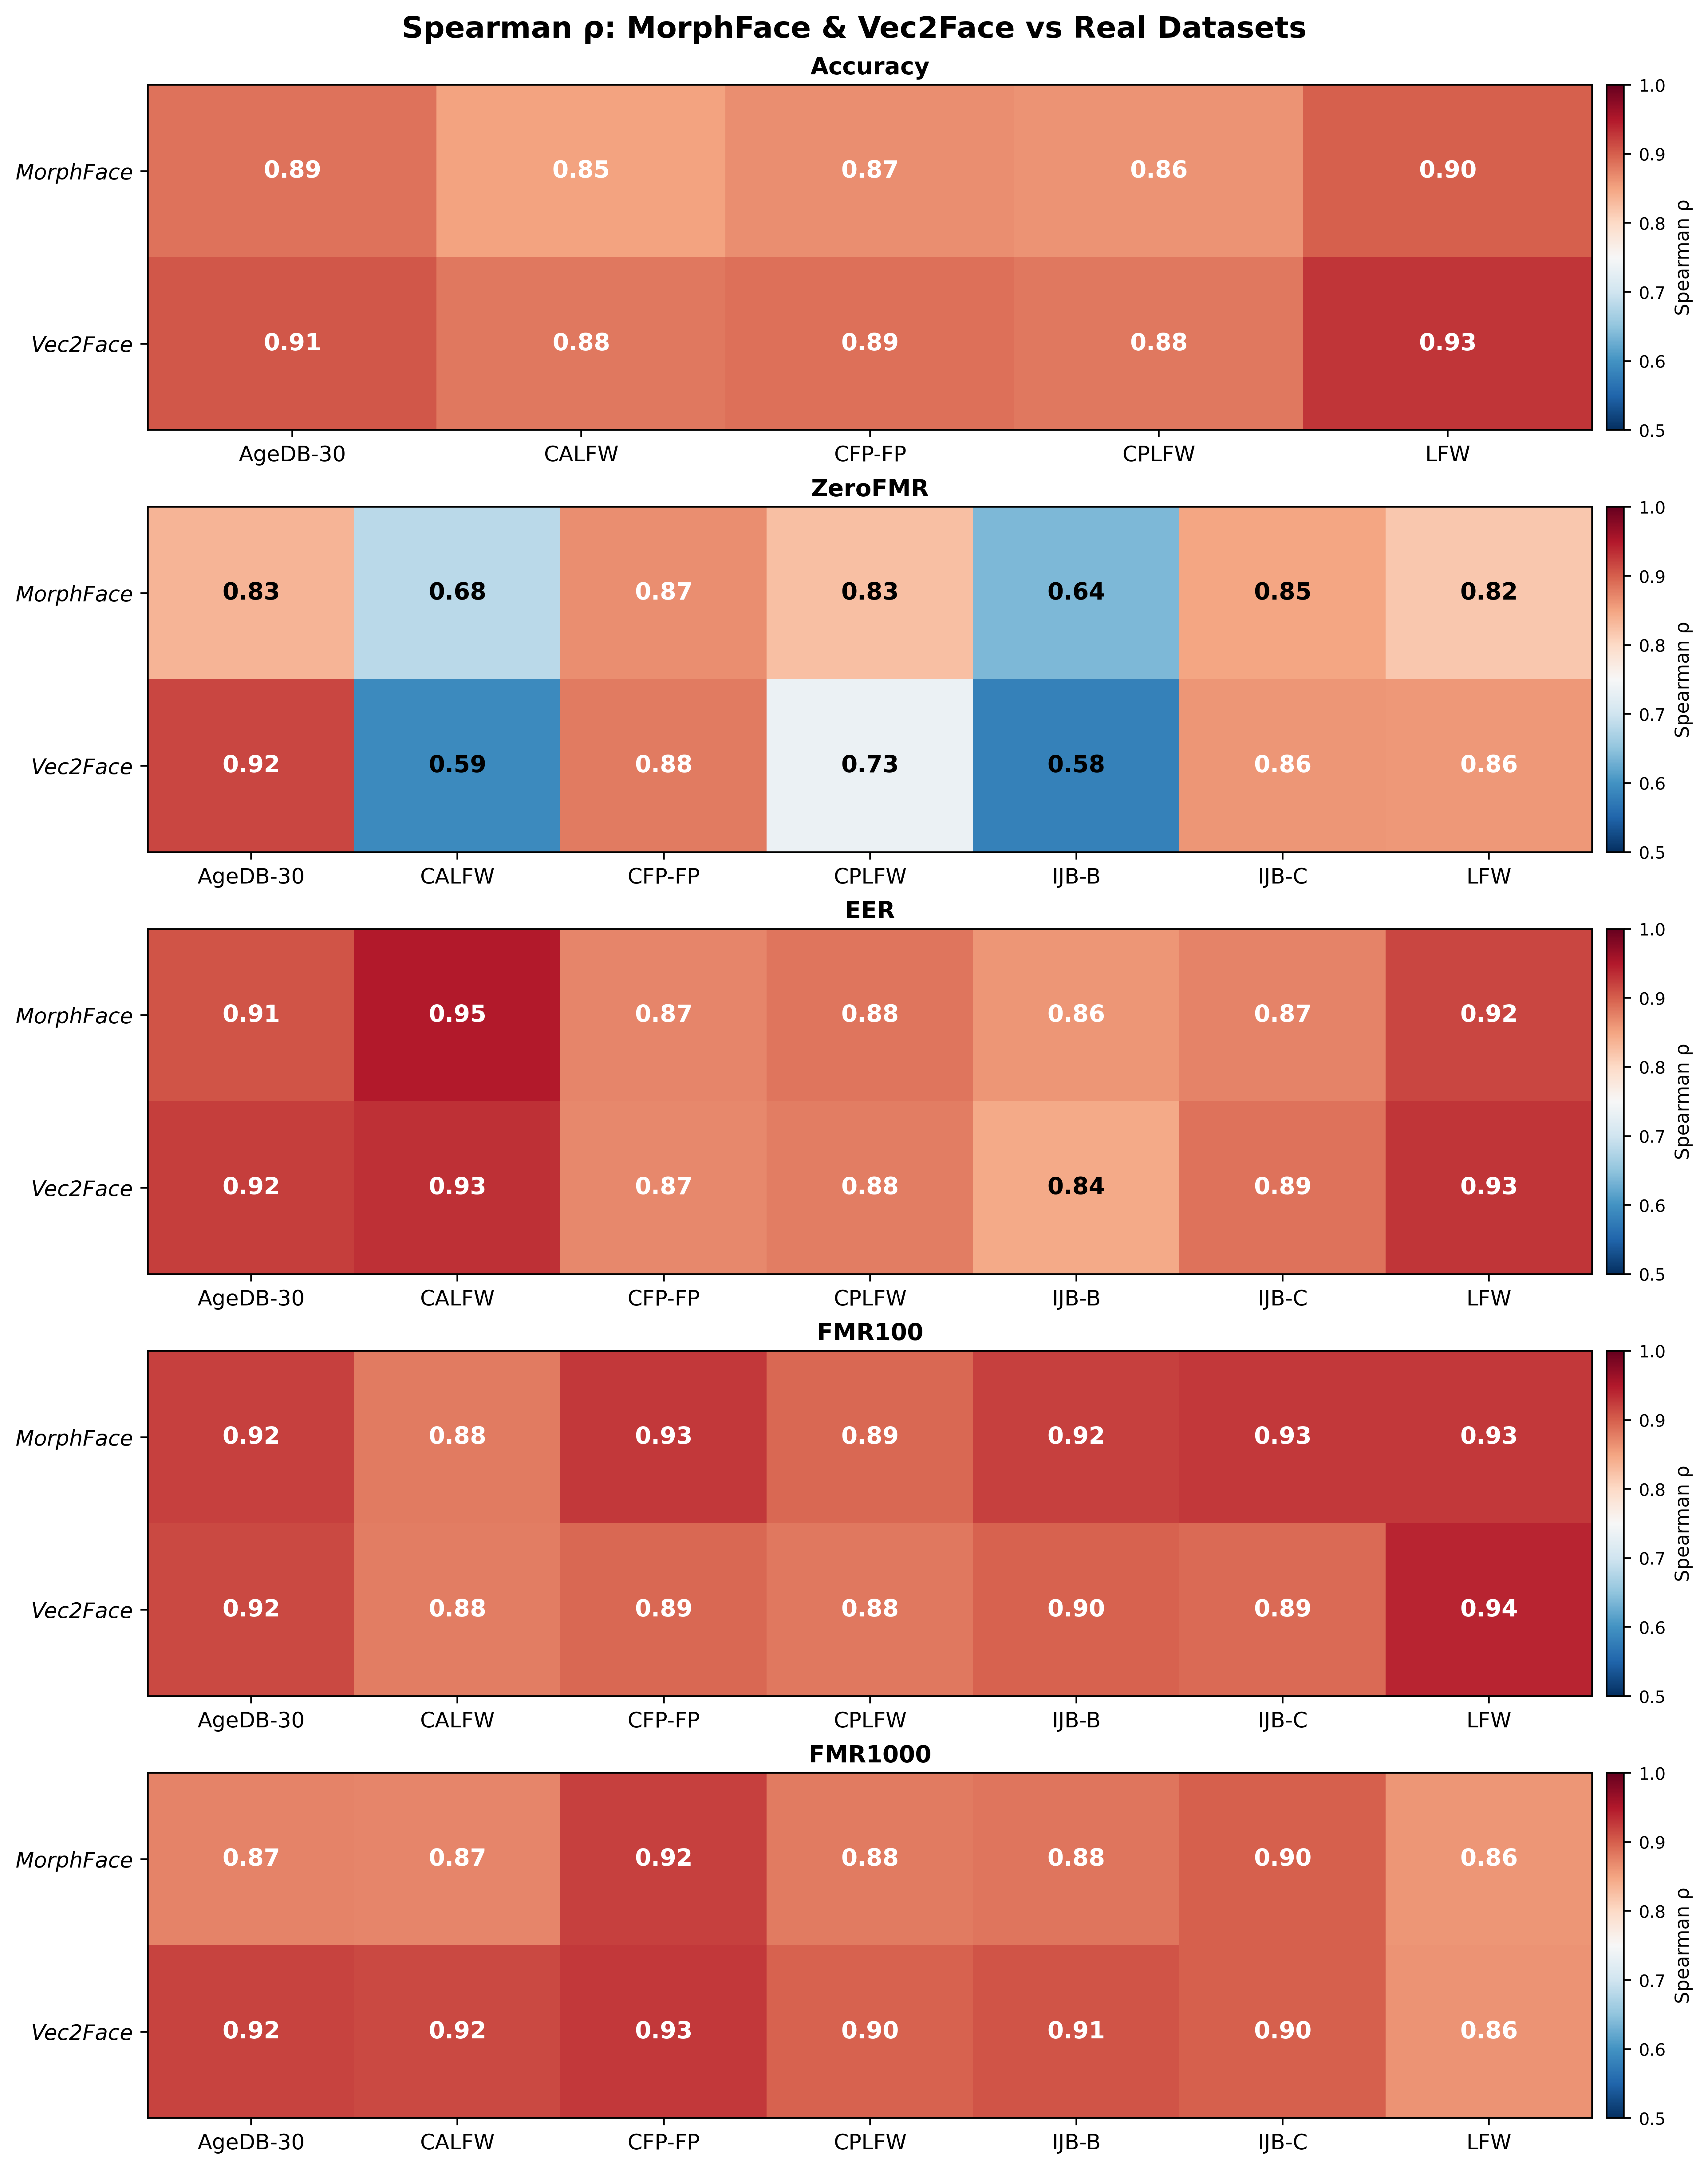 Spearman ρ: MorphFace & Vec2Face vs Real Datasets
Accuracy
MorphFace 0.89 0.85 0.87 0.86 0.90
Vec2Face 0.91 0.88 0.89 0.88 0.93
AgeDB-30 CALFW CFP-FP CPLFW LFW
1.0
0.9
0.8
0.7
0.6
0.5
Spearman ρ
ZeroFMR
MorphFace 0.83 0.68 0.87 0.83 0.64 0.85 0.82
Vec2Face 0.92 0.59 0.88 0.73 0.58 0.86 0.86
AgeDB-30 CALFW CFP-FP CPLFW IJB-B IJB-C LFW
1.0
0.9
0.8
0.7
0.6
0.5
Spearman ρ
EER
MorphFace 0.91 0.95 0.87 0.88 0.86 0.87 0.92
Vec2Face 0.92 0.93 0.87 0.88 0.84 0.89 0.93
AgeDB-30 CALFW CFP-FP CPLFW IJB-B IJB-C LFW
1.0
0.9
0.8
0.7
0.6
0.5
Spearman ρ
FMR100
MorphFace 0.92 0.88 0.93 0.89 0.92 0.93 0.93
Vec2Face 0.92 0.88 0.89 0.88 0.90 0.89 0.94
AgeDB-30 CALFW CFP-FP CPLFW IJB-B IJB-C LFW
1.0
0.9
0.8
0.7
0.6
0.5
Spearman ρ
FMR1000
MorphFace 0.87 0.87 0.92 0.88 0.88 0.90 0.86
Vec2Face 0.92 0.92 0.93 0.90 0.91 0.90 0.86
AgeDB-30 CALFW CFP-FP CPLFW IJB-B IJB-C LFW
1.0
0.9
0.8
0.7
0.6
0.5
Spearman ρ